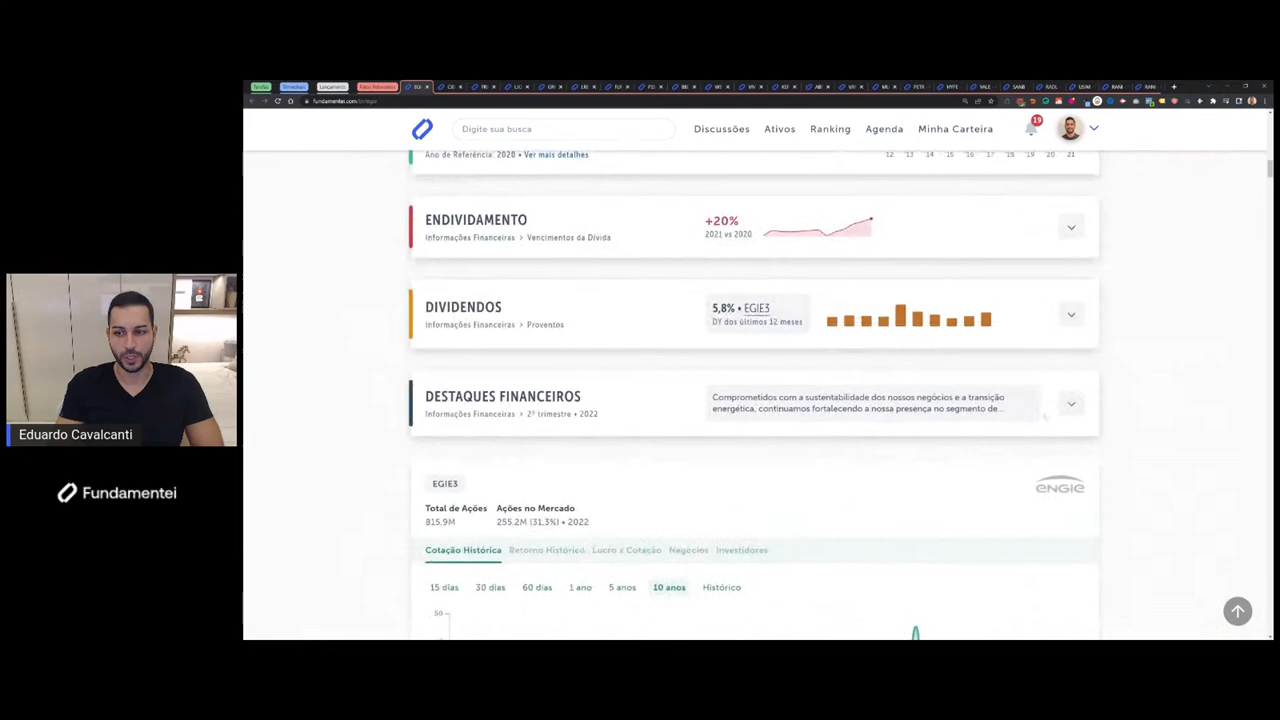 fundamentei.com/br/egie
Digite sua busca
Discussões
Ativos
Ranking
Agenda
Minha Carteira
19
Ano de Referência: 2020 • Ver mais detalhes
12 '13 '14 '15 '16 '17 '18 '19 '20 21
ENDIVIDAMENTO
Informações Financeiras > Vencimentos da Dívida
+20%
2021 vs 2020
DIVIDENDOS
Informações Financeiras > Proventos
5,8% • EGIE3
DY dos últimos 12 meses
DESTAQUES FINANCEIROS
Informações Financeiras > 2º trimestre • 2022
Comprometidos com a sustentabilidade dos nossos negócios e a transição
energética, continuamos fortalecendo a nossa presença no segmento de...
EGIE3
ENGIE
Total de Ações
815.9M
Ações no Mercado
255.2M (31,3%) • 2022
Cotação Histórica
Retorno Histórico
Lucro x Cotação
Negócios
Investidores
15 dias
30 dias
60 dias
1 ano
5 anos
10 anos
Histórico
50
Eduardo Cavalcanti
Fundamentei